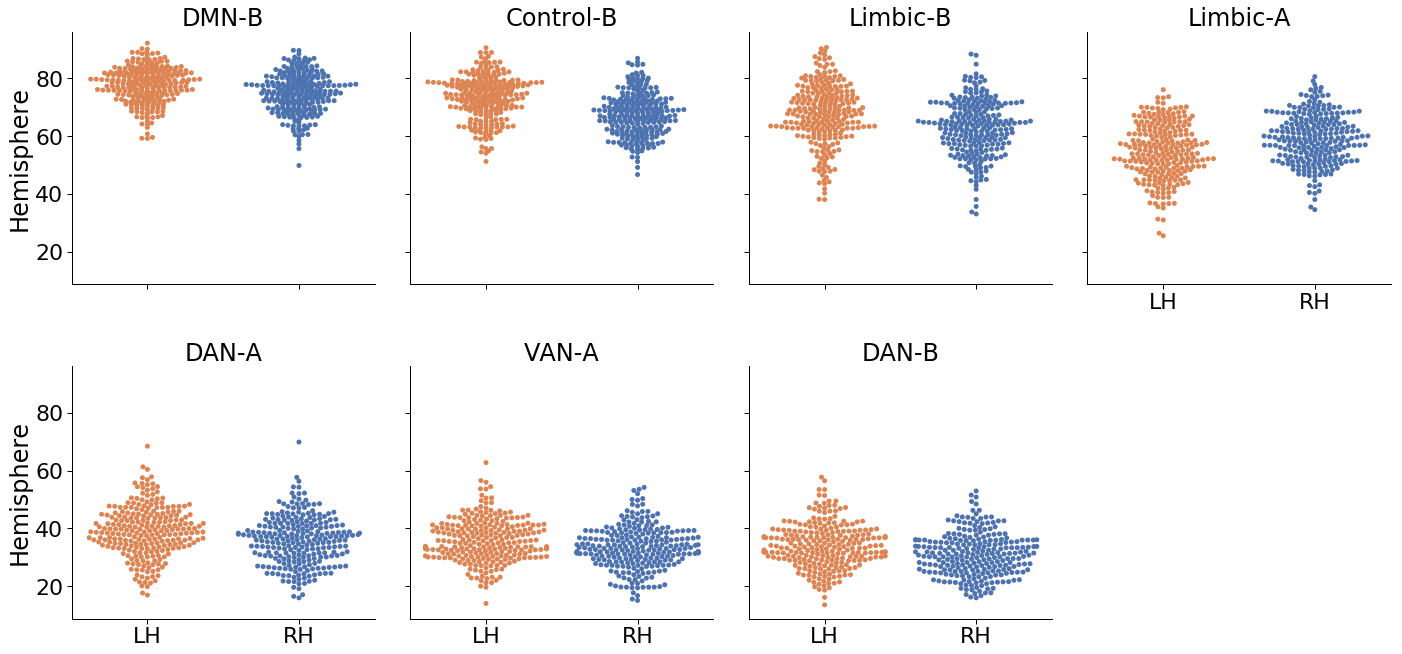 DMN-B Control-B Limbic-B Limbic-A
Hemisphere
80
60
40
20
LH RH
DAN-A VAN-A DAN-B
Hemisphere
80
60
40
20
LH RH LH RH LH RH